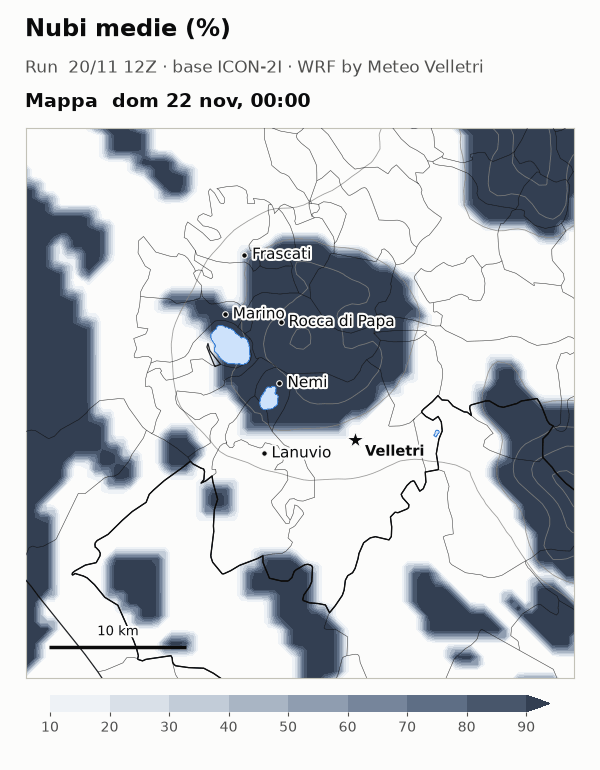 Nubi medie (%)
Run  20/11 12Z · base ICON-2I · WRF by Meteo Velletri
Mappa  dom 22 nov, 00:00
Frascati
Marino
Rocca di Papa
Nemi
Velletri
Lanuvio
10 km
10 20 30 40 50 60 70 80 90